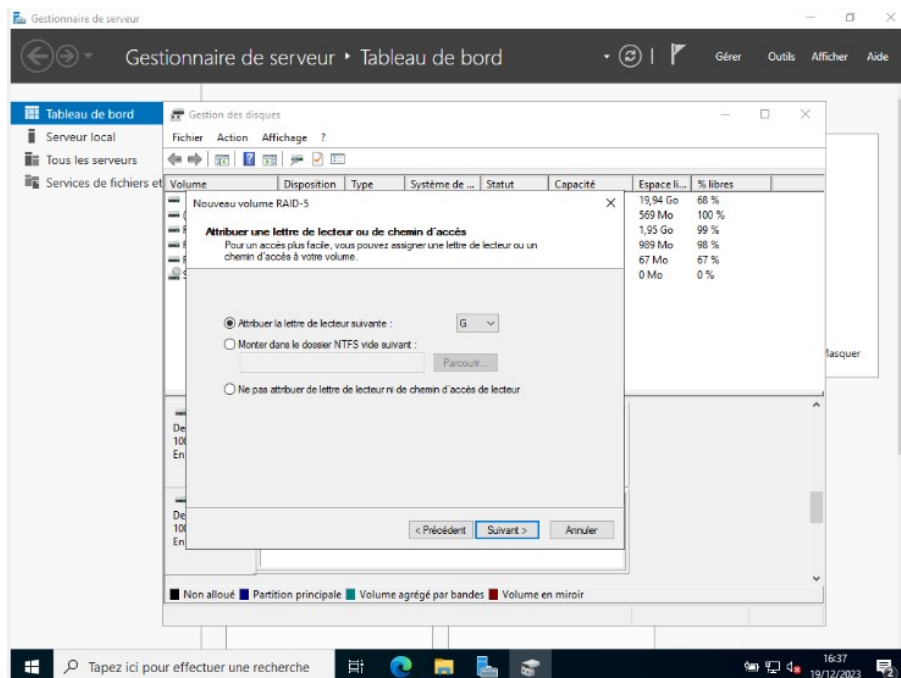 Gestionnaire de serveur
Gestionnaire de serveur ‣ Tableau de bord
Gérer Outils Afficher Aide
Tableau de bord
Serveur local
Tous les serveurs
Services de fichiers et
Gestion des disques
Fichier Action Affichage ?
Volume Disposition Type Système de ... Statut Capacité Espace li... % libres
19,94 Go 68 %
569 Mo 100 %
1,95 Go 99 %
989 Mo 98 %
67 Mo 67 %
0 Mo 0 %
Nouveau volume RAID-5
Attribuer une lettre de lecteur ou de chemin d'accès
Pour un accès plus facile, vous pouvez assigner une lettre de lecteur ou un
chemin d'accès à votre volume.
Attribuer la lettre de lecteur suivante : G
Monter dans le dossier NTFS vide suivant :
Parcourir...
Ne pas attribuer de lettre de lecteur ni de chemin d'accès de lecteur
< Précédent Suivant > Annuler
Masquer
De
100
En
De
100
En
Non alloué Partition principale Volume agrégé par bandes Volume en miroir
Tapez ici pour effectuer une recherche
16:37
19/12/2023
2